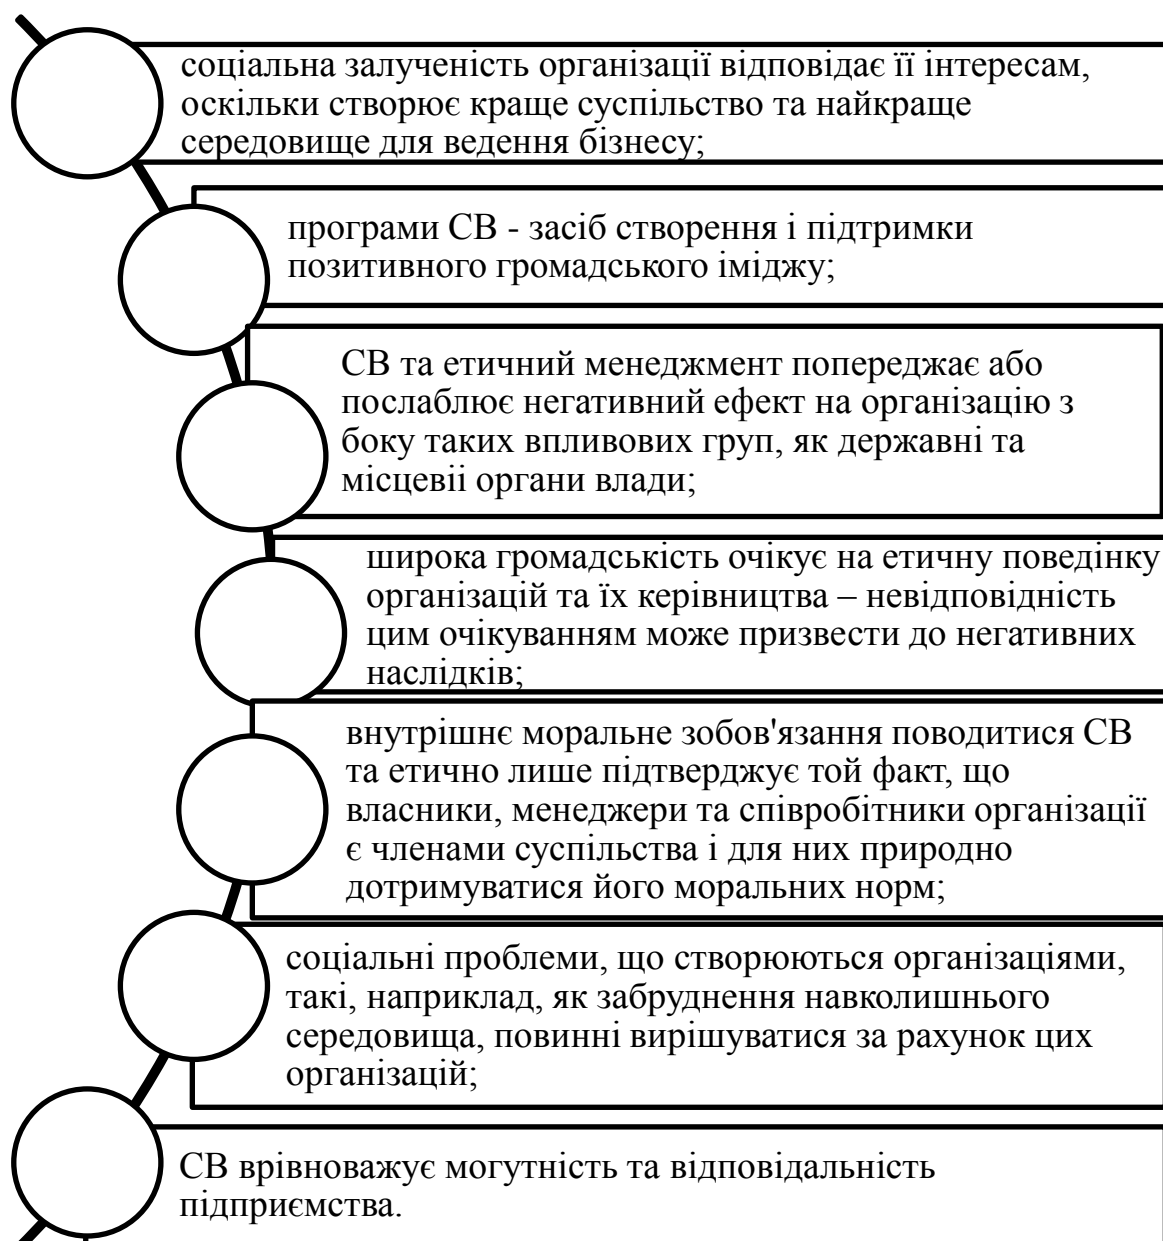 соціальна залученість організації відповідає її інтересам,
оскільки створює краще суспільство та найкраще
середовище для ведення бізнесу;
програми СВ - засіб створення і підтримки
позитивного громадського іміджу;
СВ та етичний менеджмент попереджає або
послаблює негативний ефект на організацію з
боку таких впливових груп, як державні та
місцевіі органи влади;
широка громадськість очікує на етичну поведінку
організацій та їх керівництва – невідповідність
цим очікуванням може призвести до негативних
наслідків;
внутрішнє моральне зобов'язання поводитися СВ
та етично лише підтверджує той факт, що
власники, менеджери та співробітники організації
є членами суспільства і для них природно
дотримуватися його моральних норм;
соціальні проблеми, що створюються організаціями,
такі, наприклад, як забруднення навколишнього
середовища, повинні вирішуватися за рахунок цих
організацій;
СВ врівноважує могутність та відповідальність
підприємства.